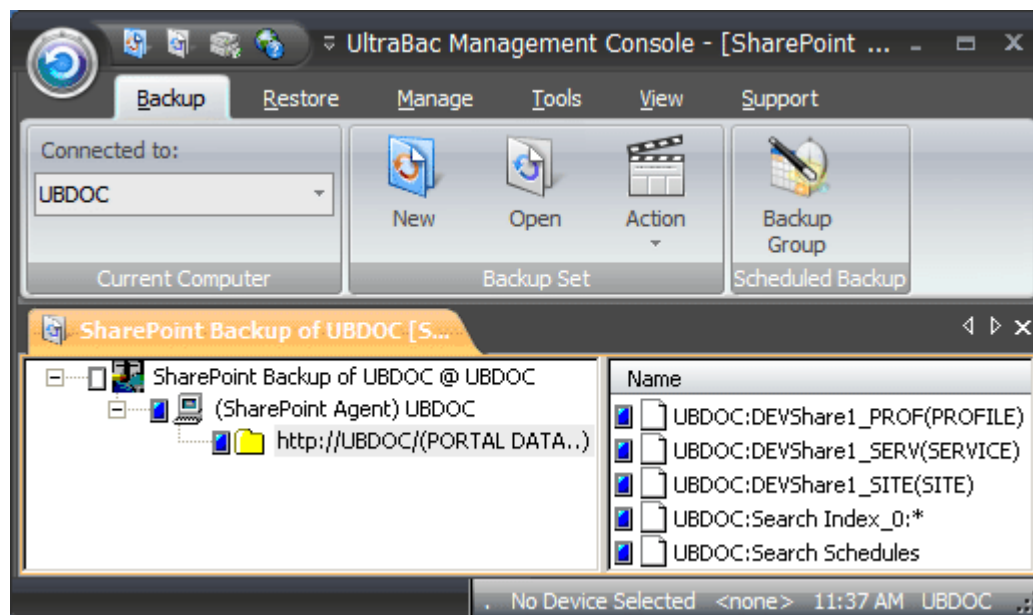 UltraBac Management Console - [SharePoint ...
Backup Restore Manage Tools View Support
Connected to:
UBDOC
New Open Action Backup Group
Current Computer Backup Set Scheduled Backup
SharePoint Backup of UBDOC [S...
SharePoint Backup of UBDOC @ UBDOC
(SharePoint Agent) UBDOC
http://UBDOC/(PORTAL DATA..)
Name
UBDOC:DEVShare1_PROF(PROFILE)
UBDOC:DEVShare1_SERV(SERVICE)
UBDOC:DEVShare1_SITE(SITE)
UBDOC:Search Index_0:*
UBDOC:Search Schedules
. No Device Selected <none> 11:37 AM UBDOC